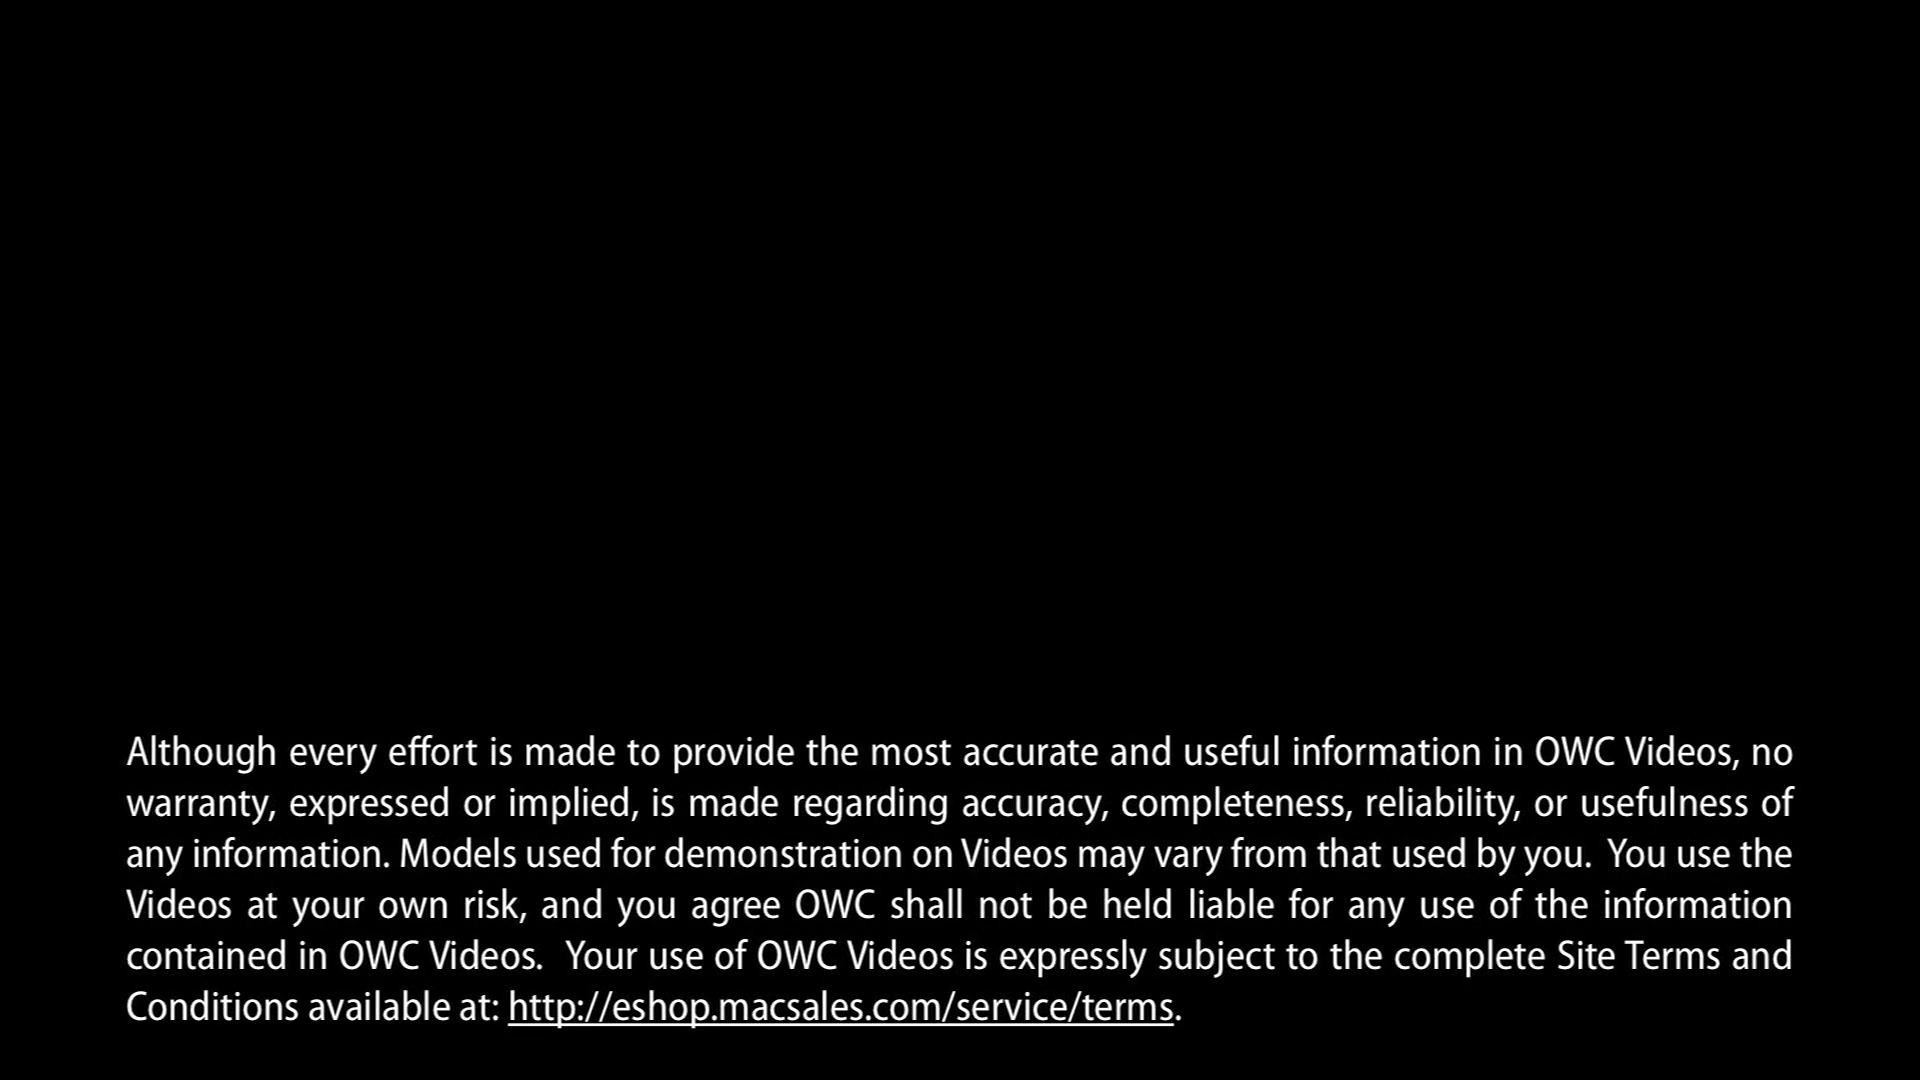 Although every effort is made to provide the most accurate and useful information in OWC Videos, no
warranty, expressed or implied, is made regarding accuracy, completeness, reliability, or usefulness of
any information. Models used for demonstration on Videos may vary from that used by you.  You use the
Videos at your own risk, and you agree OWC shall not be held liable for any use of the information
contained in OWC Videos.  Your use of OWC Videos is expressly subject to the complete Site Terms and
Conditions available at: http://eshop.macsales.com/service/terms.